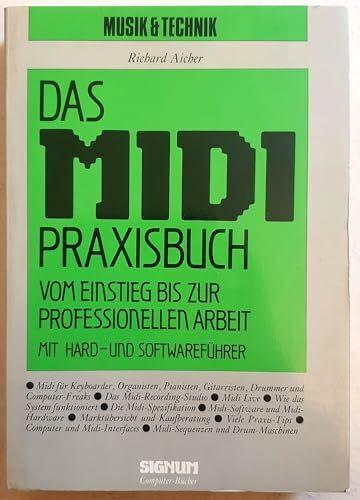 MUSIK & TECHNIK
Richard Aicher
DAS
MIDI
PRAXISBUCH
VOM EINSTIEG BIS ZUR
PROFESSIONELLEN ARBEIT
MIT HARD-UND SOFTWAREFÜHRER
● Midi für Keyboarder, Organisten, Pianisten, Gitarristen, Drummer und
Computer-Freaks ● Das Midi-Recording-Studio ● Midi Live ● Wie das
System funktioniert ● Die Midi-Spezifikation ● Midi-Software und Midi-
Hardware ● Marktübersicht und Kaufberatung ● Viele Praxis-Tips ●
Computer und Midi-Interfaces ● Midi-Sequenzen und Drum-Maschinen
SIGNUM
Computer-Bücher